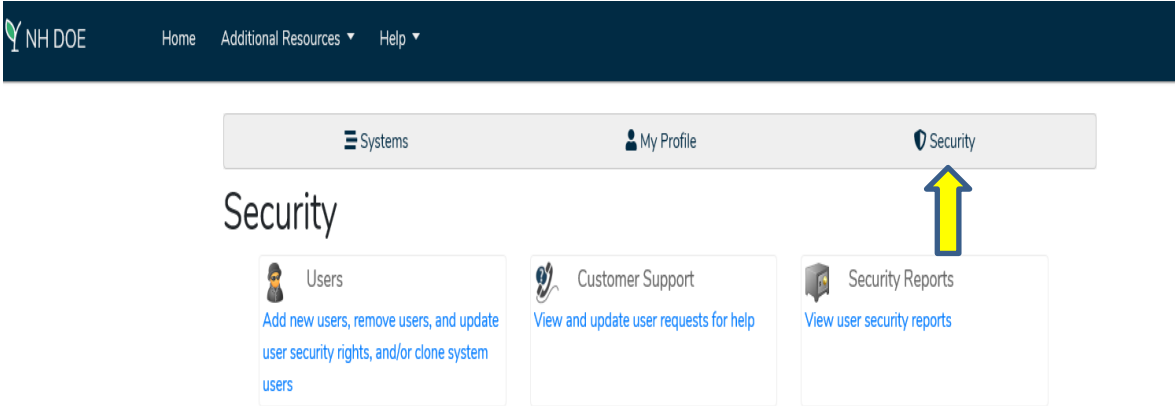 NH DOE Home Additional Resources Help
Systems My Profile Security
Security
Users
Add new users, remove users, and update
user security rights, and/or clone system
users
Customer Support
View and update user requests for help
Security Reports
View user security reports